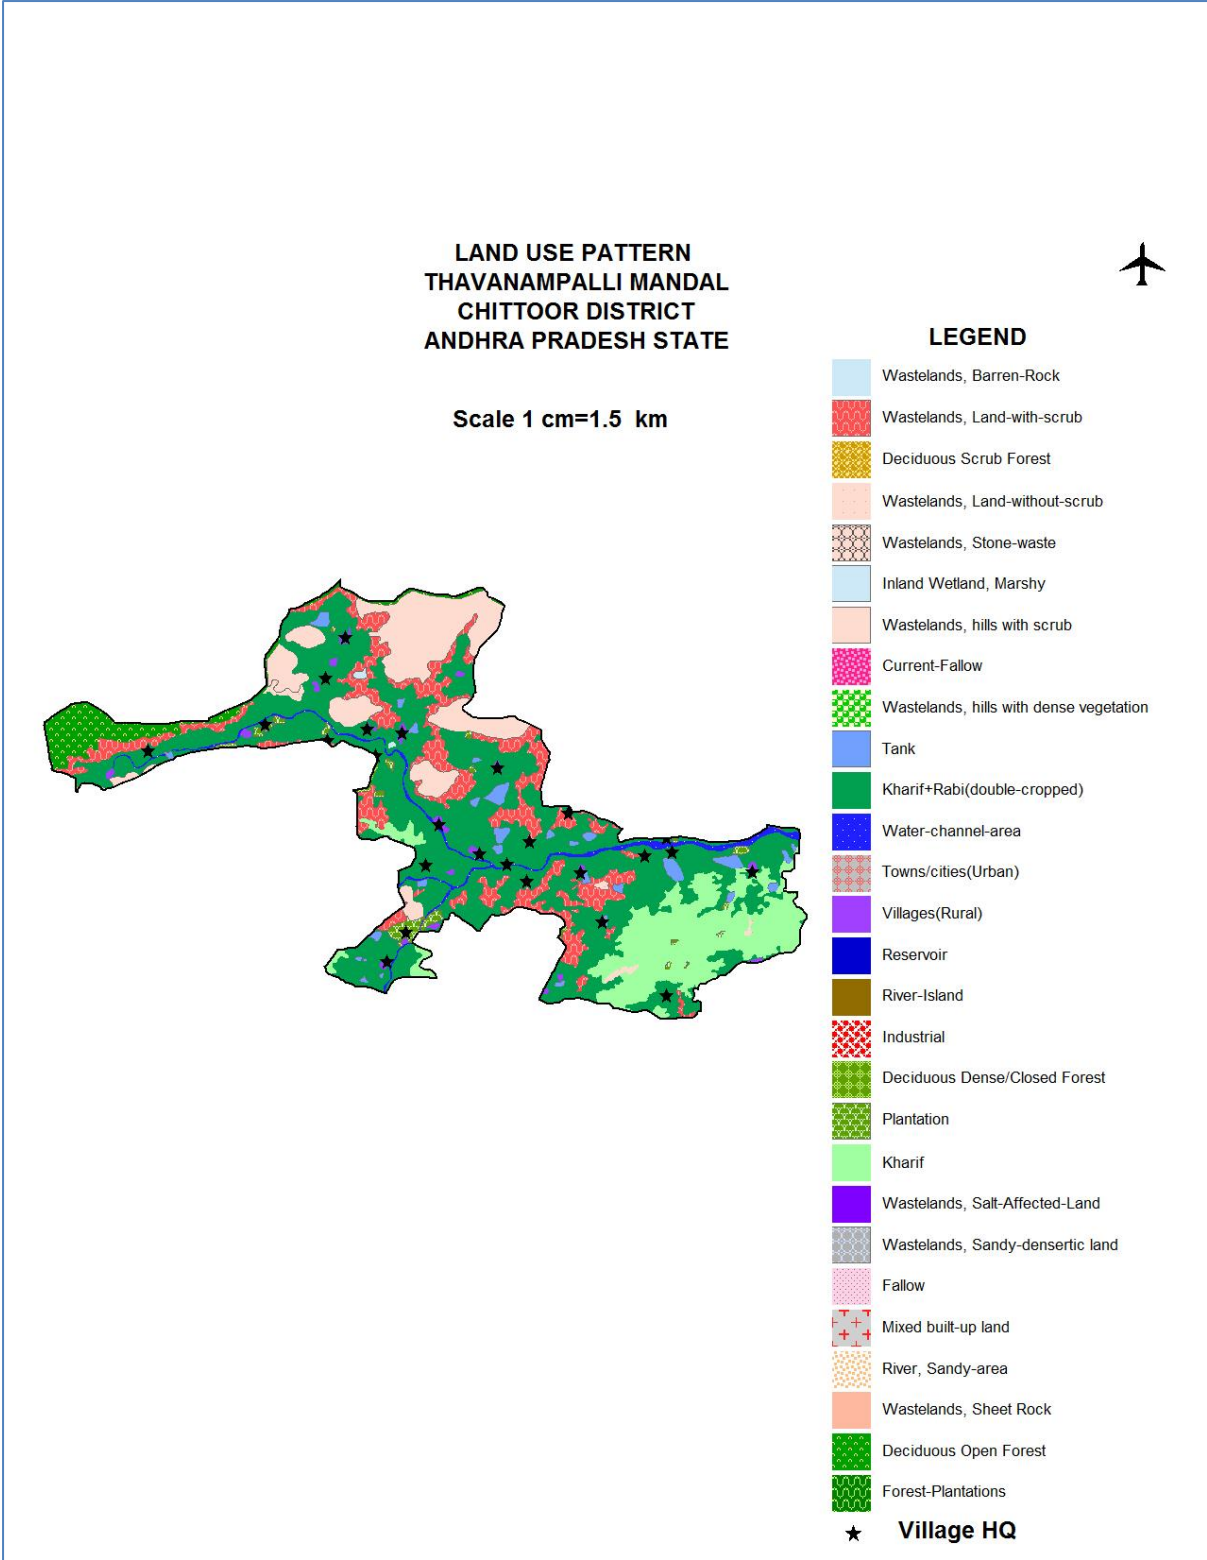 LAND USE PATTERN
THAVANAMPALLI MANDAL
CHITTOOR DISTRICT
ANDHRA PRADESH STATE
Scale 1 cm=1.5 km
LEGEND
Wastelands, Barren-Rock
Wastelands, Land-with-scrub
Deciduous Scrub Forest
Wastelands, Land-without-scrub
Wastelands, Stone-waste
Inland Wetland, Marshy
Wastelands, hills with scrub
Current-Fallow
Wastelands, hills with dense vegetation
Tank
Kharif+Rabi(double-cropped)
Water-channel-area
Towns/cities(Urban)
Villages(Rural)
Reservoir
River-Island
Industrial
Deciduous Dense/Closed Forest
Plantation
Kharif
Wastelands, Salt-Affected-Land
Wastelands, Sandy-densertic land
Fallow
Mixed built-up land
River, Sandy-area
Wastelands, Sheet Rock
Deciduous Open Forest
Forest-Plantations
Village HQ